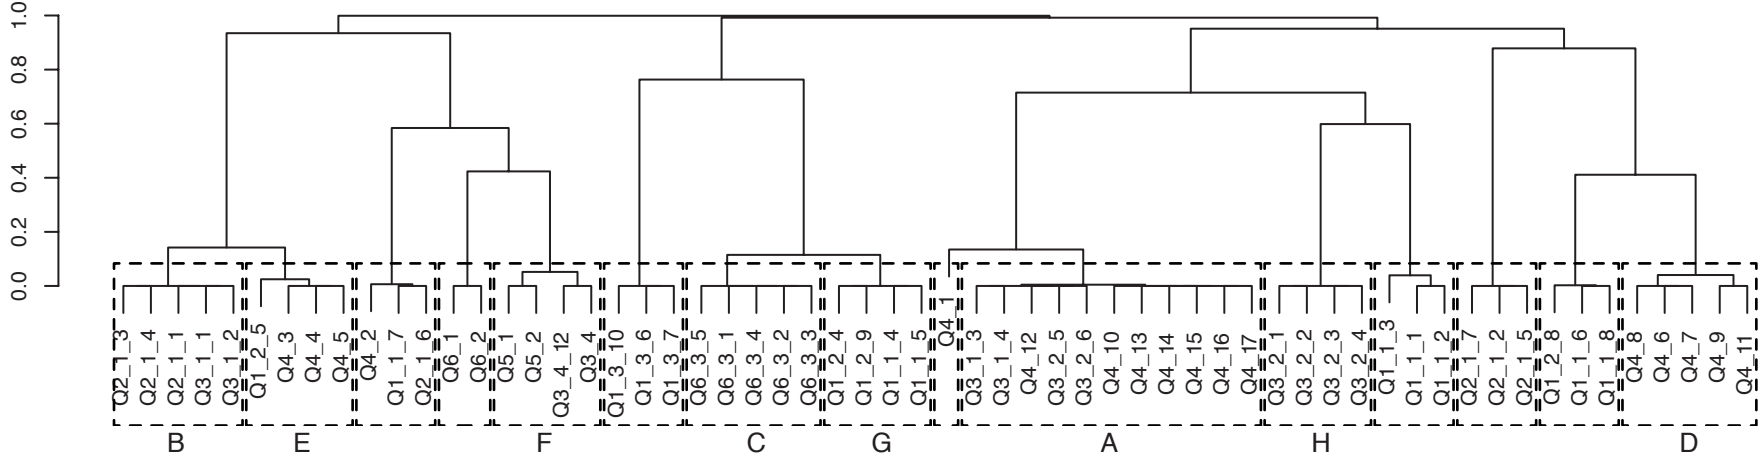 1.0
0.8
0.6
0.4
0.2
0.0
Q2_1_3
Q2_1_4
Q2_1_1
Q3_1_1
Q3_1_2
Q1_2_5
Q4_3
Q4_4
Q4_5
Q4_2
Q1_1_7
Q2_1_6
Q6_1
Q6_2
Q5_1
Q5_2
Q3_4_12
Q3_4
Q1_3_10
Q1_3_6
Q1_3_7
Q6_3_5
Q6_3_1
Q6_3_4
Q6_3_2
Q6_3_3
Q1_2_4
Q1_2_9
Q1_1_4
Q1_1_5
Q4_1
Q3_1_3
Q3_1_4
Q4_12
Q3_2_5
Q3_2_6
Q4_10
Q4_13
Q4_14
Q4_15
Q4_16
Q4_17
Q3_2_1
Q3_2_2
Q3_2_3
Q3_2_4
Q1_1_3
Q1_1_1
Q1_1_2
Q2_1_7
Q2_1_2
Q2_1_5
Q1_2_8
Q1_1_6
Q1_1_8
Q4_8
Q4_6
Q4_7
Q4_9
Q4_11
B
E
F
C
G
A
H
D